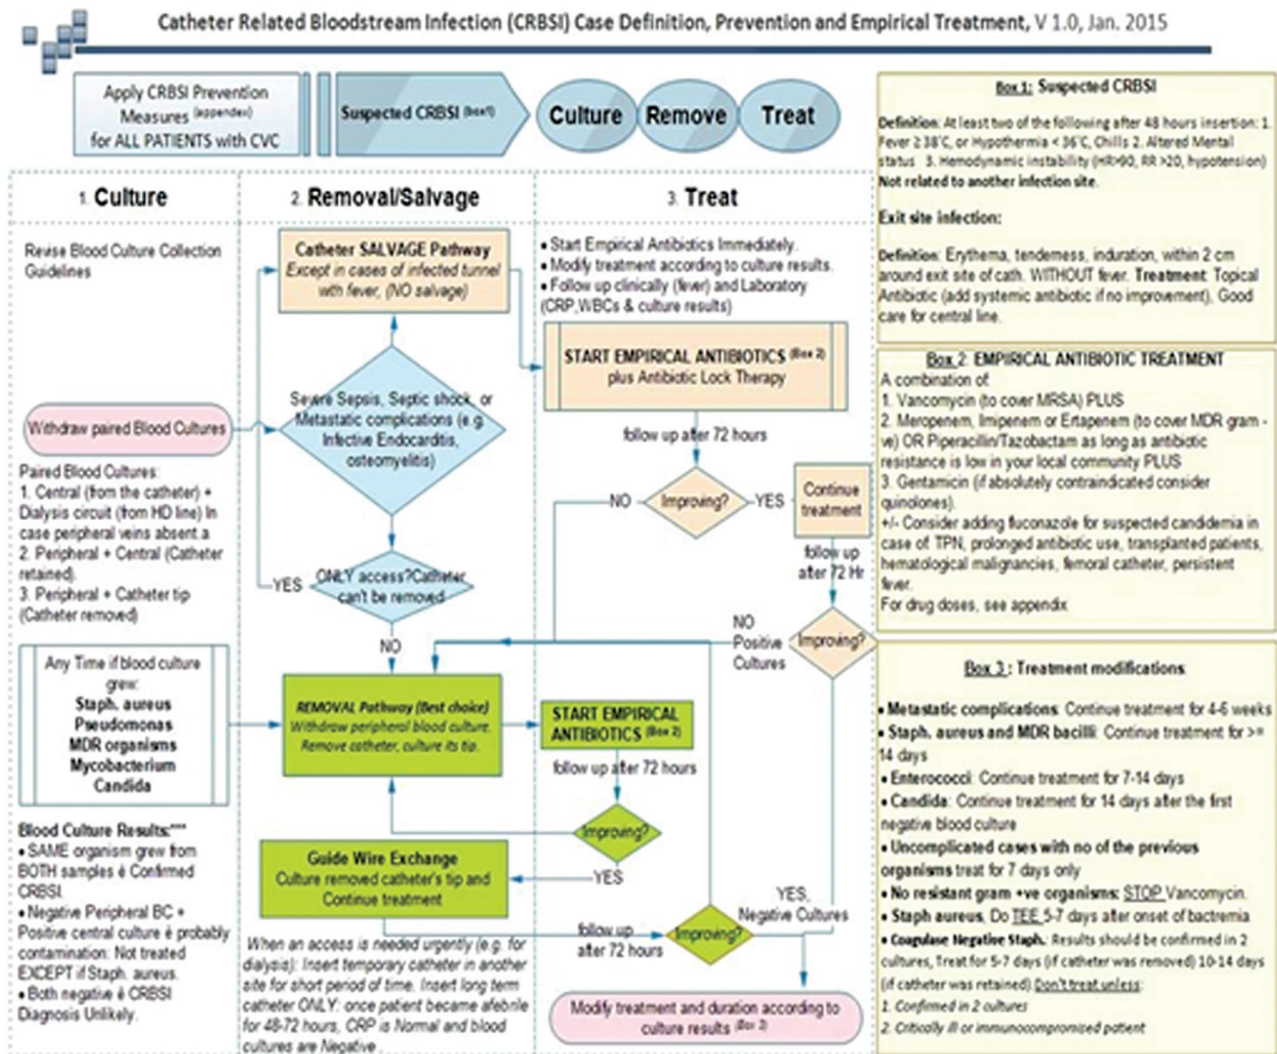 Catheter Related Bloodstream Infection (CRBSI) Case Definition, Prevention and Empirical Treatment, V 1.0, Jan. 2015
Apply CRBSI Prevention
Measures (appendex)
for ALL PATIENTS with CVC
Suspected CRBSI (box1)
Culture
Remove
Treat
1. Culture
Revise Blood Culture Collection
Guidelines
Withdraw paired Blood Cultures
Paired Blood Cultures:
1. Central (from the catheter) +
Dialysis circuit (from HD line) In
case peripheral veins absent.a
2. Peripheral + Central (Catheter
retained).
3. Peripheral + Catheter tip
(Catheter removed)
Any Time if blood culture
grew:
Staph. aureus
Pseudomonas
MDR organisms
Mycobacterium
Candida
Blood Culture Results:***
• SAME organism grew from
BOTH samples è Confirmed
CRBSI.
• Negative Peripheral BC +
Positive central culture è probably
contamination: Not treated
EXCEPT if Staph. aureus.
• Both negative è CRBSI
Diagnosis Unlikely.
2. Removal/Salvage
Catheter SALVAGE Pathway
Except in cases of infected tunnel
with fever, (NO salvage)
Severe Sepsis, Septic shock, or
Metastatic complications (e.g.
Infective Endocarditis,
osteomyelitis)
YES
ONLY access?Catheter
can't be removed
NO
REMOVAL Pathway (Best choice)
Withdraw peripheral blood culture.
Remove catheter, culture its tip.
Guide Wire Exchange
Culture removed catheter's tip and
Continue treatment
When an access is needed urgently (e.g. for
dialysis): Insert temporary catheter in another
site for short period of time. Insert long term
catheter ONLY: once patient became afebrile
for 48-72 hours, CRP is Normal and blood
cultures are Negative .
3. Treat
• Start Empirical Antibiotics Immediately.
• Modify treatment according to culture results.
• Follow up clinically (fever) and Laboratory
(CRP,WBCs & culture results)
START EMPIRICAL ANTIBIOTICS (Box 2)
plus Antibiotic Lock Therapy
follow up after 72 hours
NO
Improving?
YES
Continue
treatment
follow up
after 72 Hr
NO
Positive
Cultures
Improving?
START EMPIRICAL
ANTIBIOTICS (Box 2)
follow up after 72 hours
Improving?
YES
YES,
Negative Cultures
follow up
after 72 hours
Improving?
Modify treatment and duration according to
culture results (Box 3)
Box 1: Suspected CRBSI
Definition: At least two of the following after 48 hours insertion: 1.
Fever ≥ 38°C, or Hypothermia < 36°C, Chills 2. Altered Mental
status 3. Hemodynamic instability (HR>90, RR >20, hypotension)
Not related to another infection site.
Exit site infection:
Definition: Erythema, tenderness, induration, within 2 cm
around exit site of cath. WITHOUT fever. Treatment: Topical
Antibiotic (add systemic antibiotic if no improvement), Good
care for central line.
Box 2: EMPIRICAL ANTIBIOTIC TREATMENT
A combination of:
1. Vancomycin (to cover MRSA) PLUS
2. Meropenem, Imipenem or Ertapenem (to cover MDR gram -
ve) OR Piperacillin/Tazobactam as long as antibiotic
resistance is low in your local community PLUS
3. Gentamicin (if absolutely contraindicated consider
quinolones).
+/- Consider adding fluconazole for suspected candidemia in
case of: TPN, prolonged antibiotic use, transplanted patients,
hematological malignancies, femoral catheter, persistent
fever.
For drug doses, see appendix
Box 3 : Treatment modifications
• Metastatic complications: Continue treatment for 4-6 weeks
• Staph. aureus and MDR bacilli: Continue treatment for >=
14 days
• Enterococci: Continue treatment for 7-14 days
• Candida: Continue treatment for 14 days after the first
negative blood culture
• Uncomplicated cases with no of the previous
organisms treat for 7 days only
• No resistant gram +ve organisms: STOP Vancomycin.
• Staph aureus, Do TEE 5-7 days after onset of bactremia
• Coagulase Negative Staph.: Results should be confirmed in 2
cultures, Treat for 5-7 days (if catheter was removed) 10-14 days
(if catheter was retained) Don't treat unless:
1. Confirmed in 2 cultures
2. Critically ill or immunocompromised patient